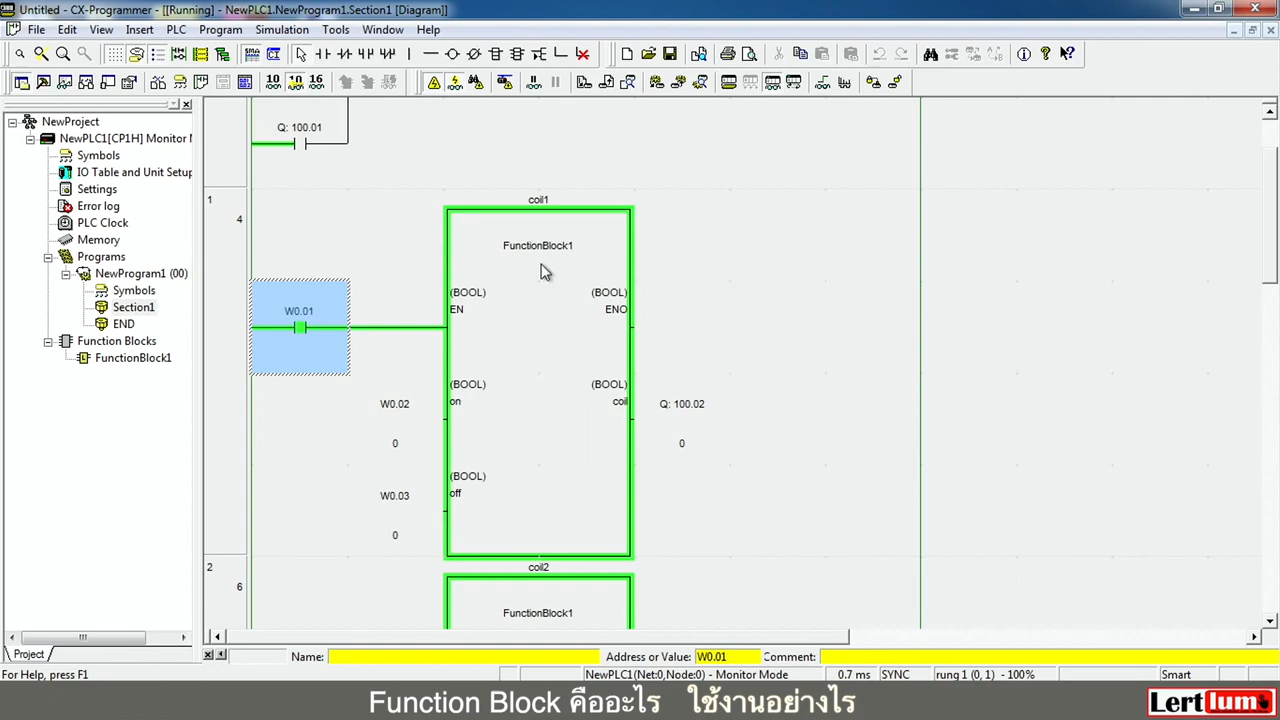 Untitled - CX-Programmer - [[Running] - NewPLC1.NewProgram1.Section1 [Diagram]]
File Edit View Insert PLC Program Simulation Tools Window Help
SMA
10 10 16
NewProject
NewPLC1[CP1H] Monitor M
Symbols
IO Table and Unit Setup
Settings
Error log
PLC Clock
Memory
Programs
NewProgram1 (00)
Symbols
Section1
END
Function Blocks
FunctionBlock1
Project
Q: 100.01
1
4
coil1
FunctionBlock1
W0.01
(BOOL) (BOOL)
EN ENO
(BOOL) (BOOL)
W0.02 on coil Q: 100.02
0 0
(BOOL)
W0.03 off
0
2
6
coil2
FunctionBlock1
Name: Address or Value: W0.01 Comment:
For Help, press F1 NewPLC1(Net:0,Node:0) - Monitor Mode 0.7 ms SYNC rung 1 (0, 1) - 100% Smart
Function Block คืออะไร ใช้งานอย่างไร
Lertlum